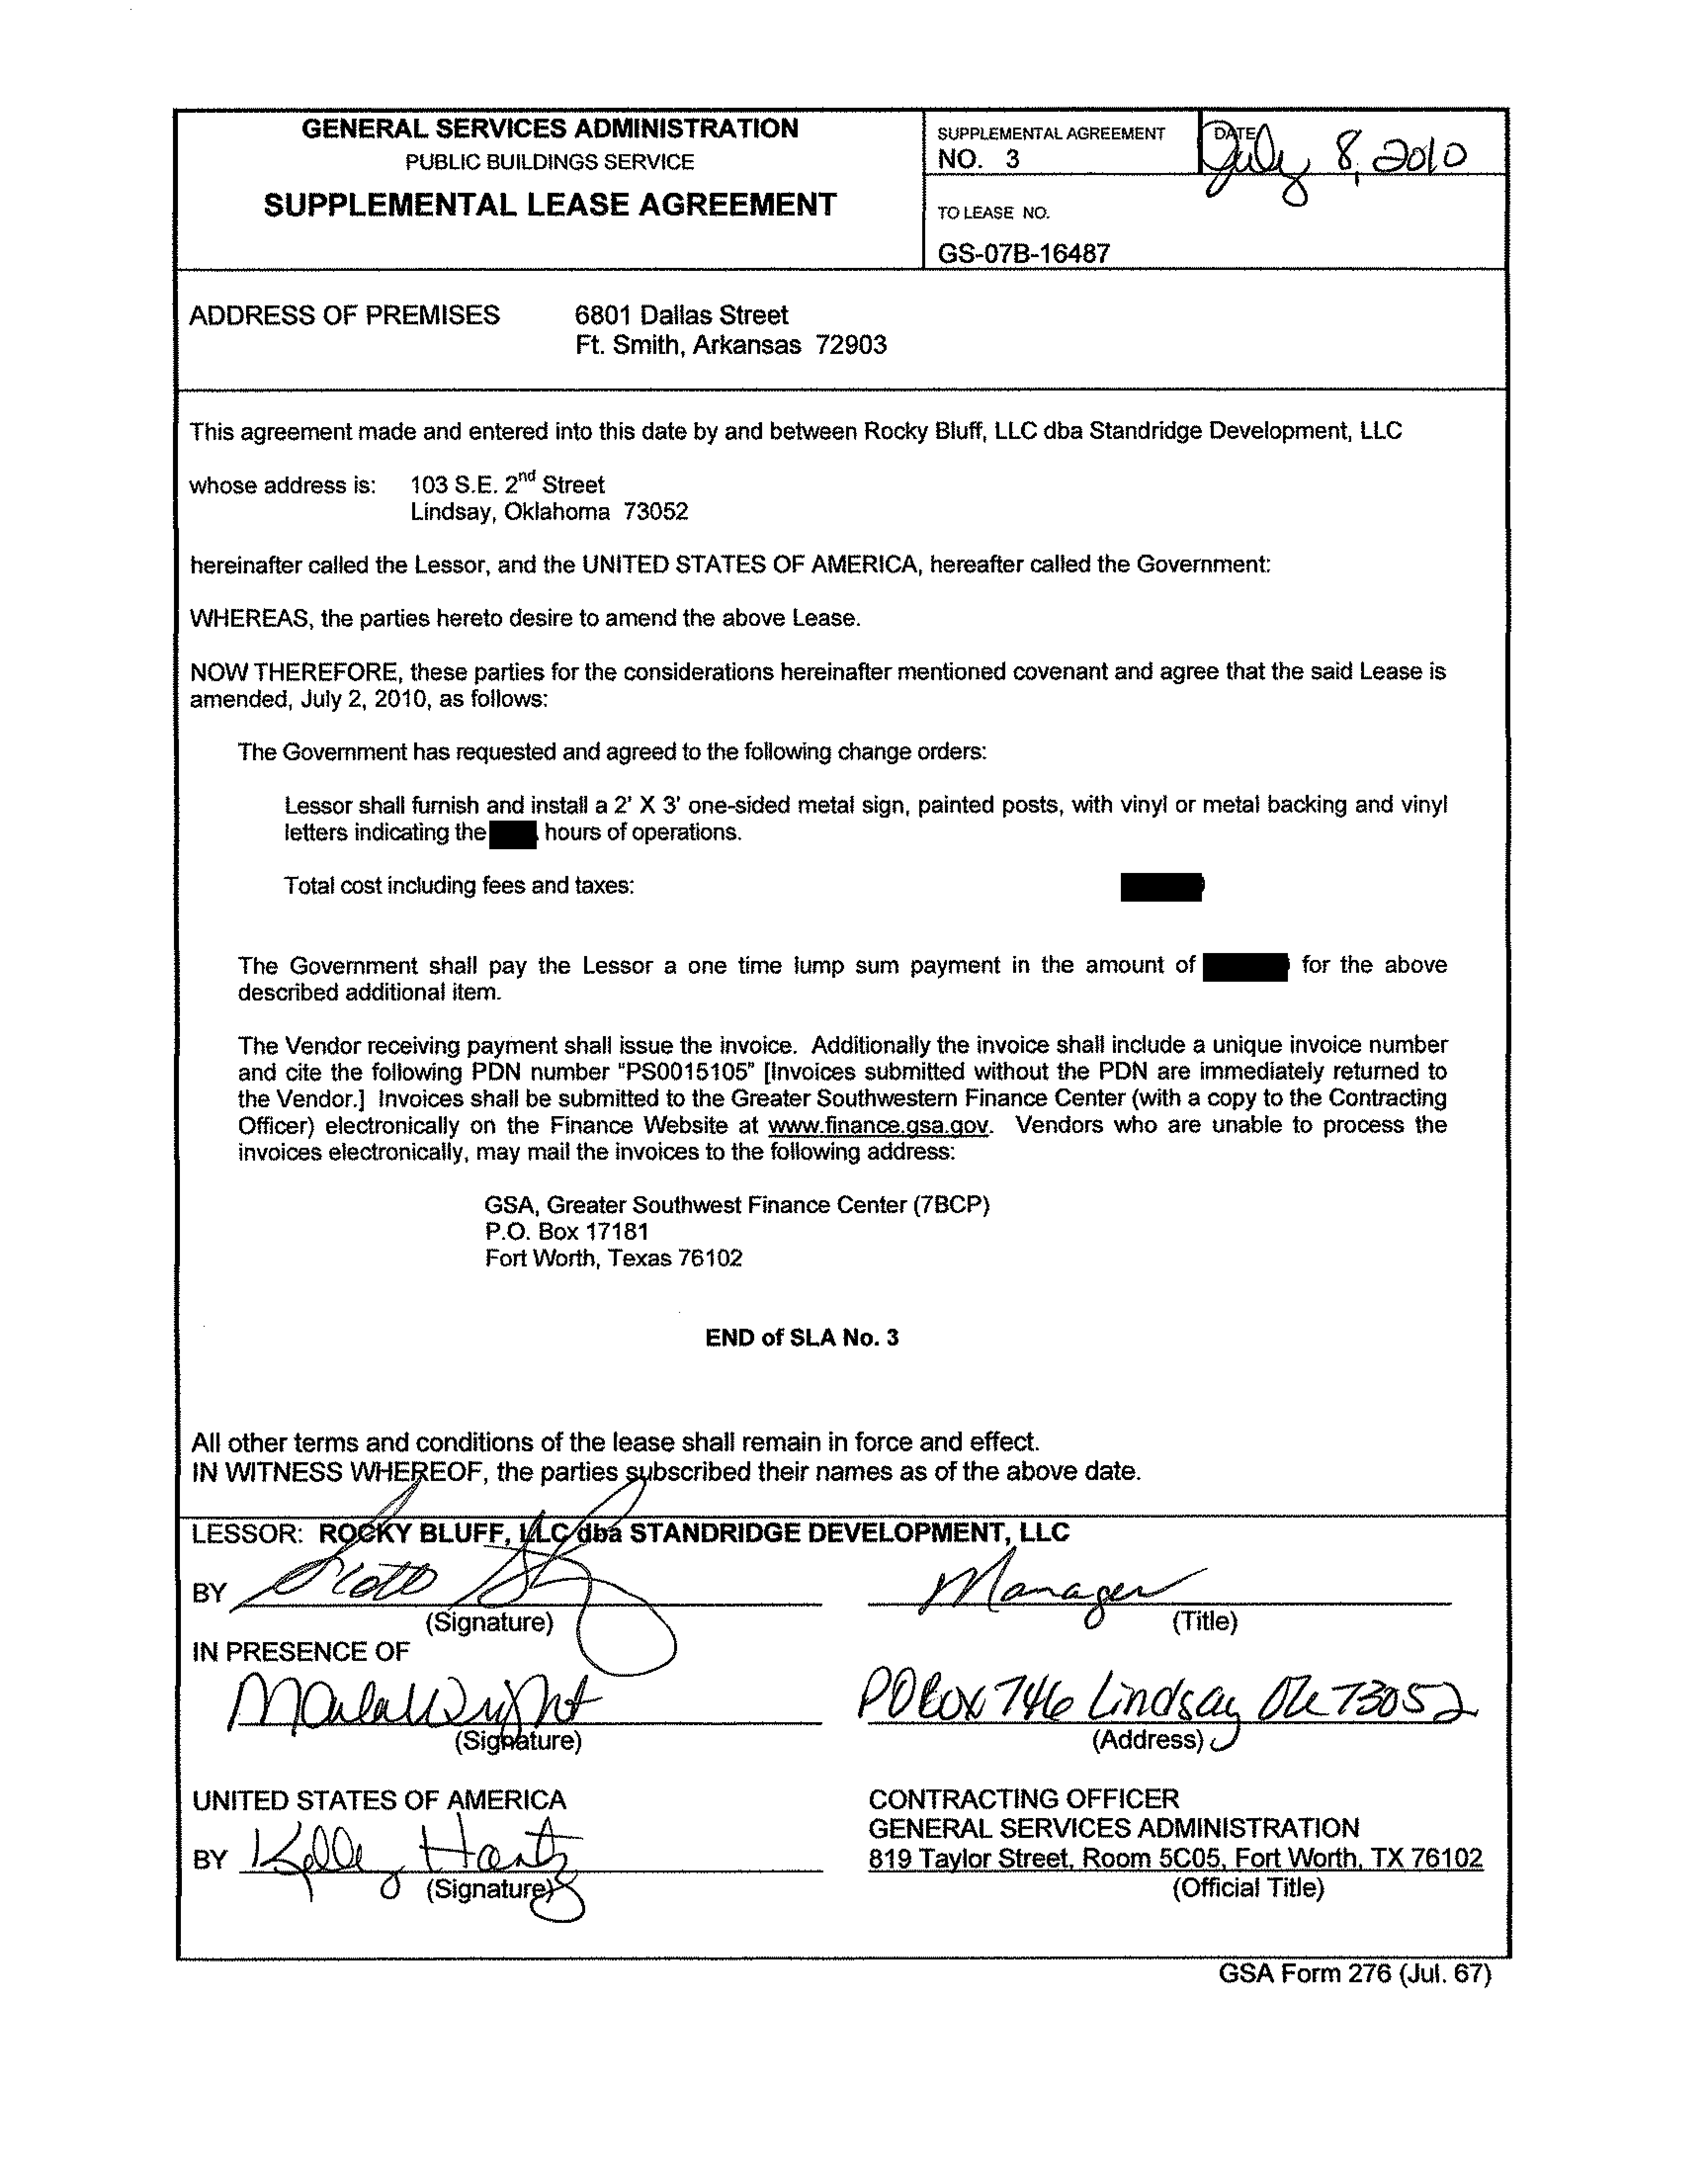 GENERAL SERVICES ADMINISTRATION
PUBLIC BUILDINGS SERVICE
SUPPLEMENTAL LEASE AGREEMENT
SUPPLEMENTAL AGREEMENT
NO. 3
DATE
July 8, 2010
TO LEASE NO.
GS-07B-16487
ADDRESS OF PREMISES 6801 Dallas Street
Ft. Smith, Arkansas 72903
This agreement made and entered into this date by and between Rocky Bluff, LLC dba Standridge Development, LLC
whose address is: 103 S.E. 2nd Street
Lindsay, Oklahoma 73052
hereinafter called the Lessor, and the UNITED STATES OF AMERICA, hereafter called the Government:
WHEREAS, the parties hereto desire to amend the above Lease.
NOW THEREFORE, these parties for the considerations hereinafter mentioned covenant and agree that the said Lease is
amended, July 2, 2010, as follows:
The Government has requested and agreed to the following change orders:
Lessor shall furnish and install a 2' X 3' one-sided metal sign, painted posts, with vinyl or metal backing and vinyl
letters indicating the hours of operations.
Total cost including fees and taxes:
The Government shall pay the Lessor a one time lump sum payment in the amount of for the above
described additional item.
The Vendor receiving payment shall issue the invoice. Additionally the invoice shall include a unique invoice number
and cite the following PDN number "PS0015105" [Invoices submitted without the PDN are immediately returned to
the Vendor.] Invoices shall be submitted to the Greater Southwestern Finance Center (with a copy to the Contracting
Officer) electronically on the Finance Website at www.finance.gsa.gov. Vendors who are unable to process the
invoices electronically, may mail the invoices to the following address:
GSA, Greater Southwest Finance Center (7BCP)
P.O. Box 17181
Fort Worth, Texas 76102
END of SLA No. 3
All other terms and conditions of the lease shall remain in force and effect.
IN WITNESS WHEREOF, the parties subscribed their names as of the above date.
LESSOR: ROCKY BLUFF, LLC dba STANDRIDGE DEVELOPMENT, LLC
BY Scott
(Signature)
Manager
(Title)
IN PRESENCE OF
Marla Wright
(Signature)
PO Box 746 Lindsay OK 73052
(Address)
UNITED STATES OF AMERICA
BY Kelly Hartz
(Signature)
CONTRACTING OFFICER
GENERAL SERVICES ADMINISTRATION
819 Taylor Street, Room 5C05, Fort Worth, TX 76102
(Official Title)
GSA Form 276 (Jul. 67)